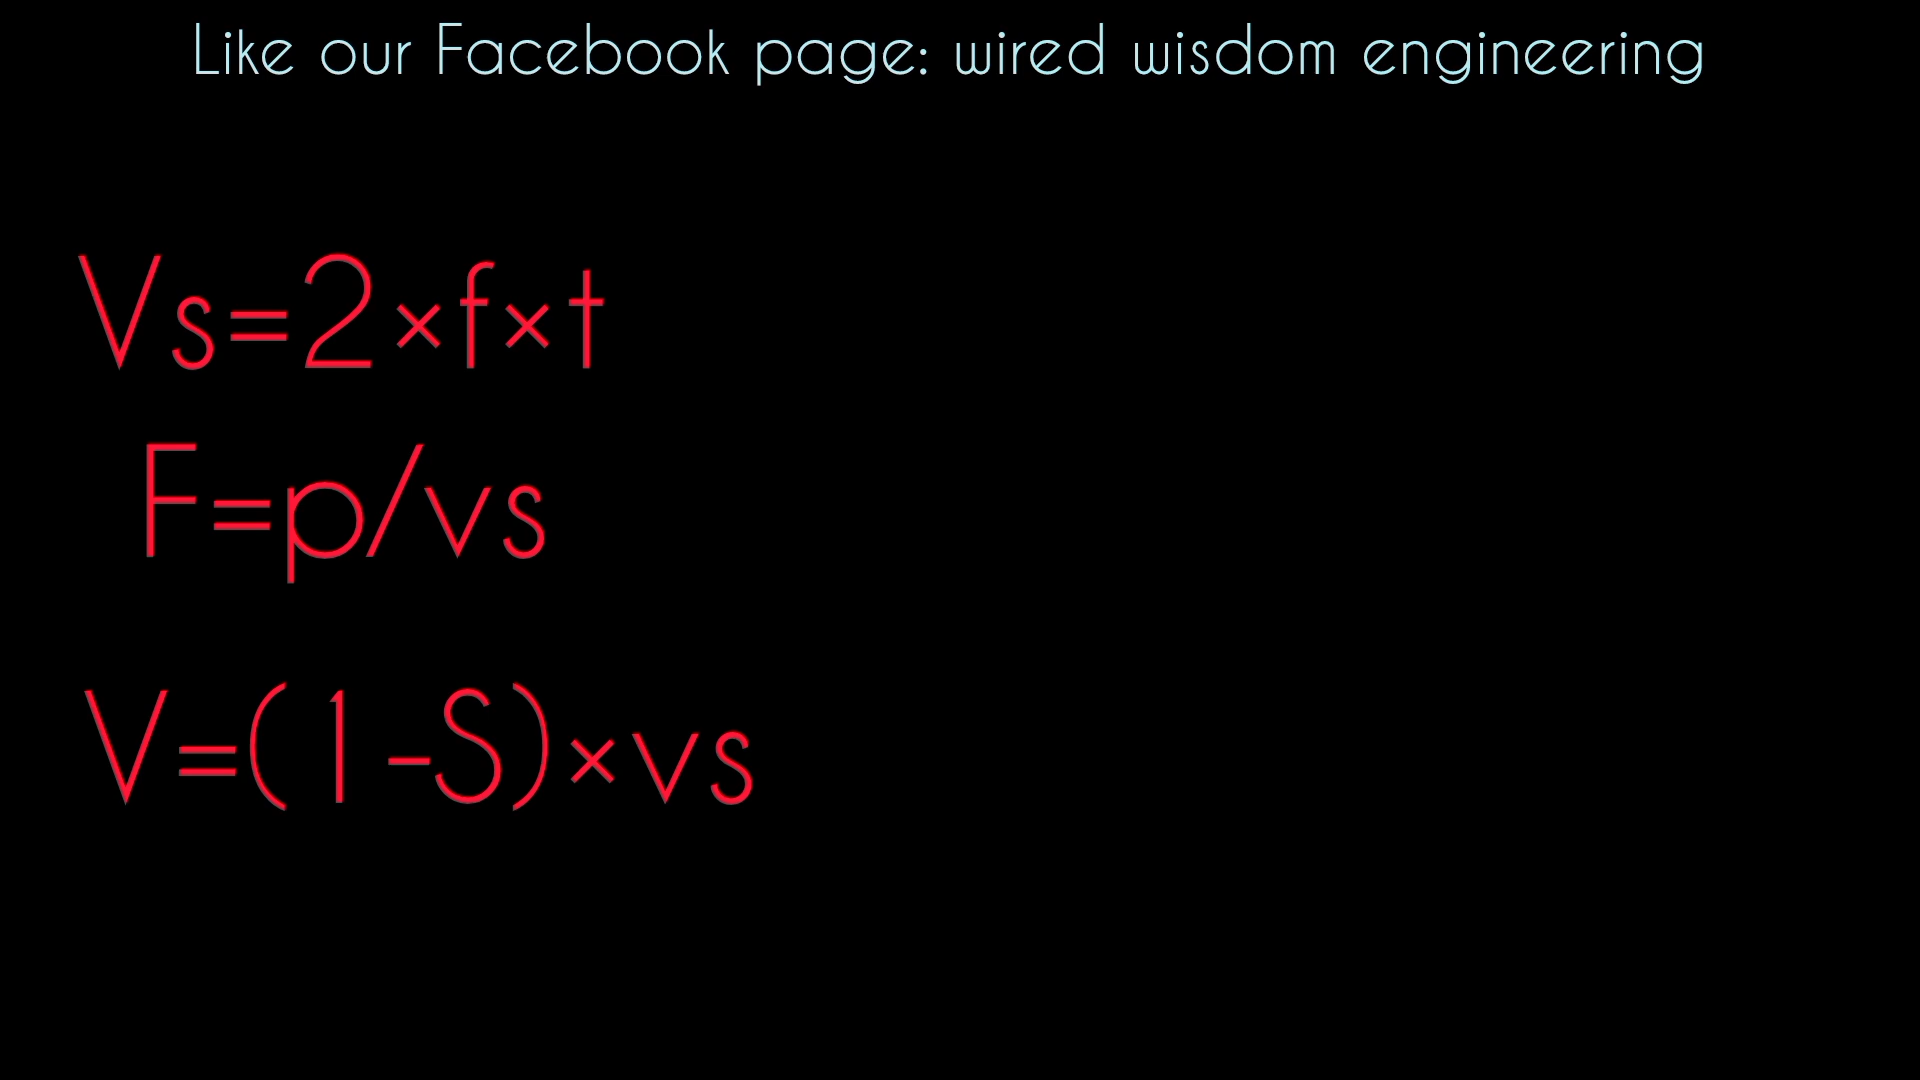 Like our Facebook page: wired wisdom engineering
Vs=2×f×t
F=p/vs
V=(1-S)×vs